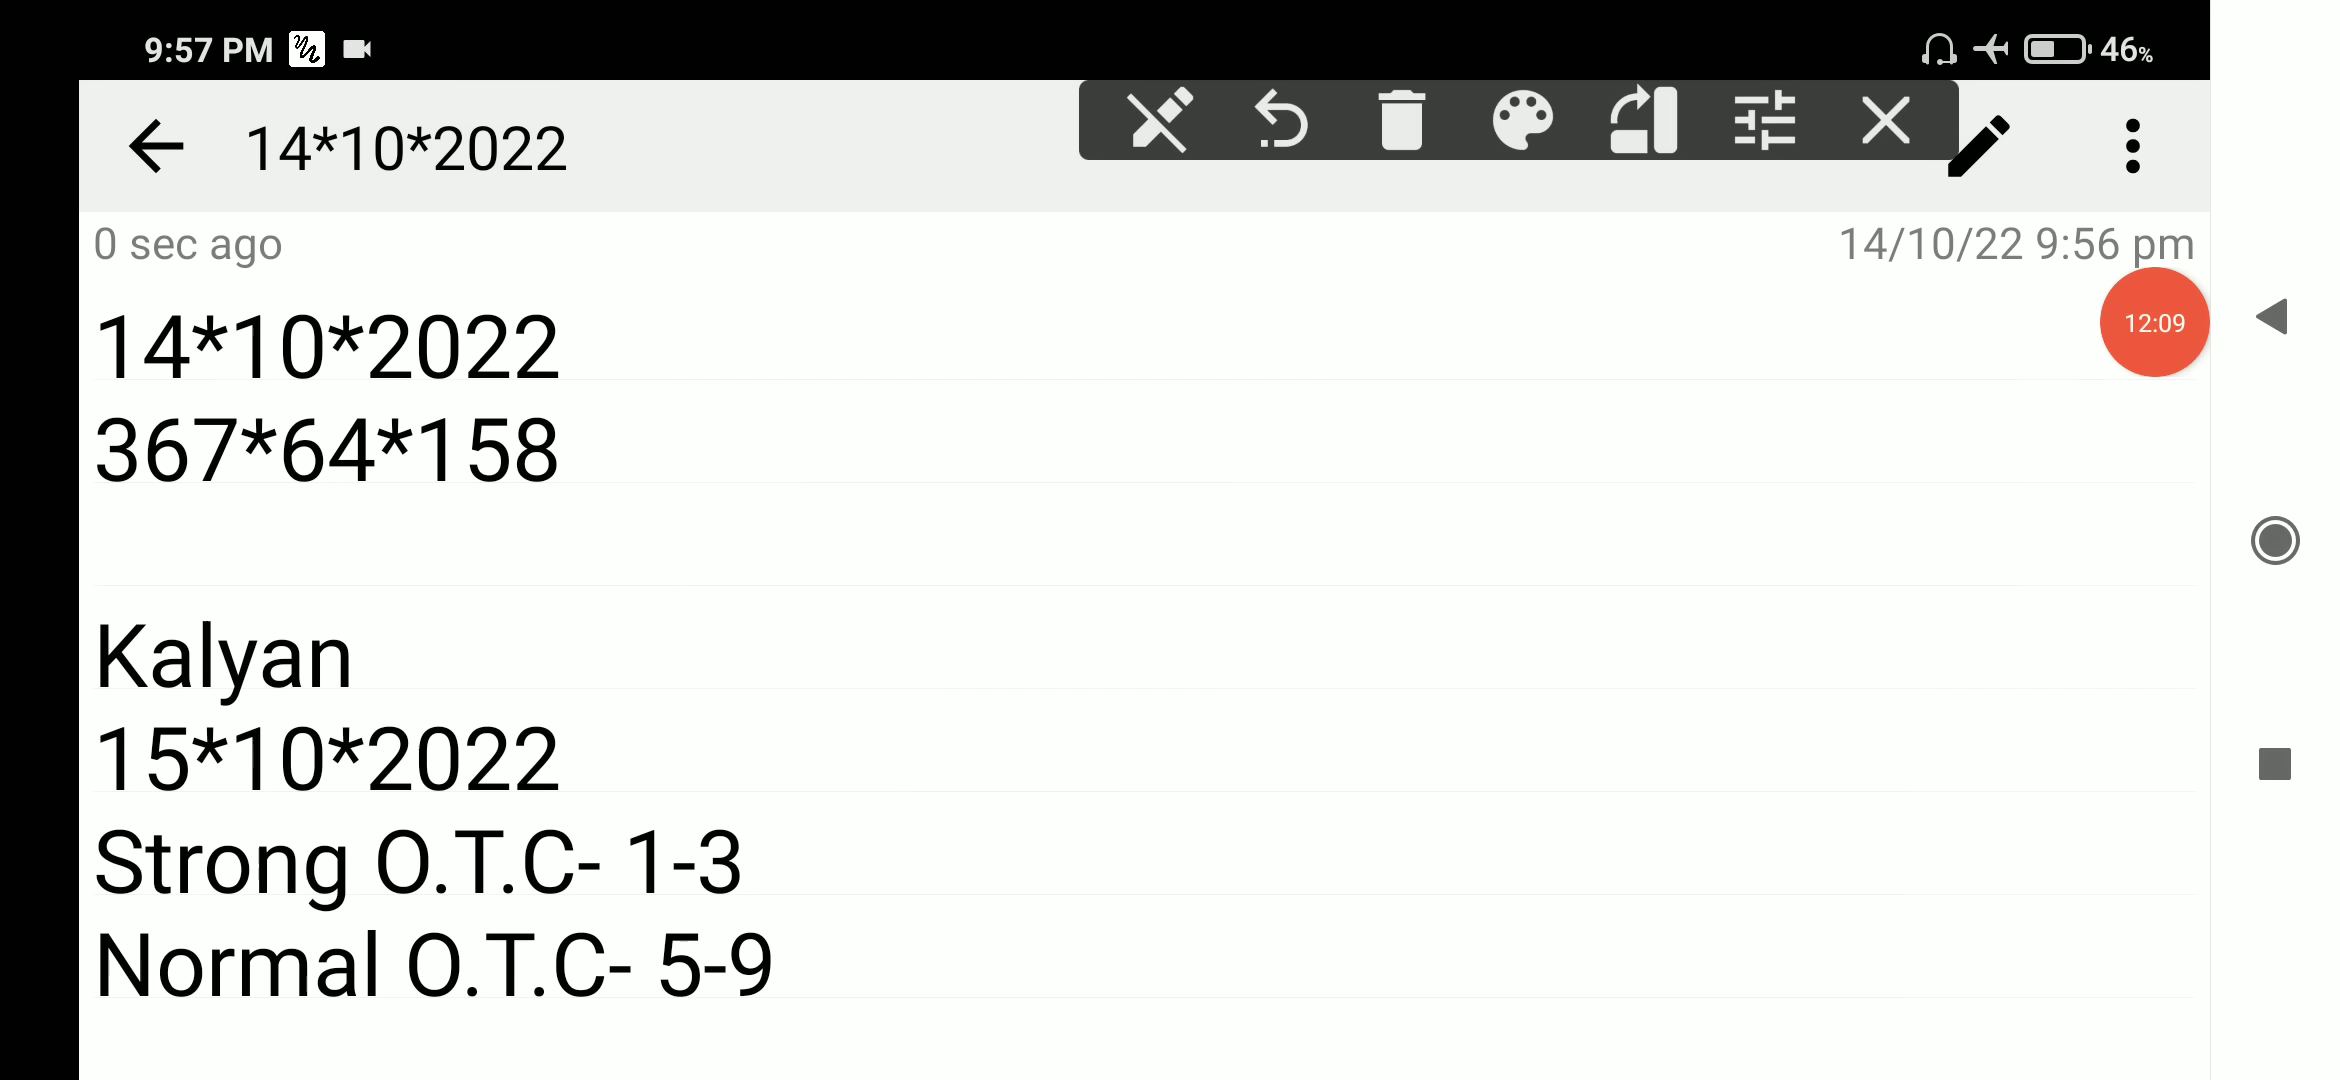 9:57 PM
46%
14*10*2022
0 sec ago
14/10/22 9:56 pm
14*10*2022
12:09
367*64*158
Kalyan
15*10*2022
Strong O.T.C- 1-3
Normal O.T.C- 5-9